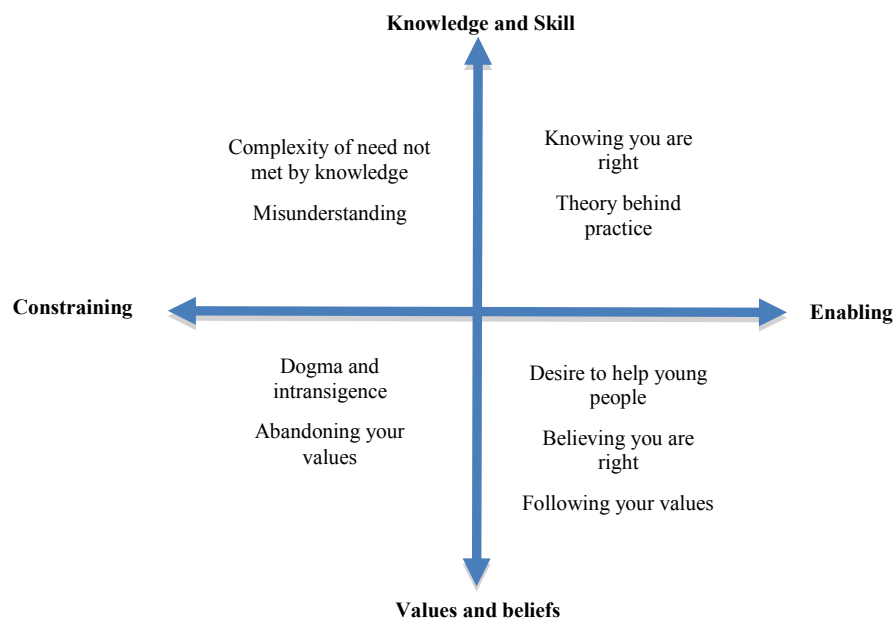 Knowledge and Skill
Complexity of need not
met by knowledge
Misunderstanding
Knowing you are
right
Theory behind
practice
Constraining
Enabling
Dogma and
intransigence
Abandoning your
values
Desire to help young
people
Believing you are
right
Following your values
Values and beliefs